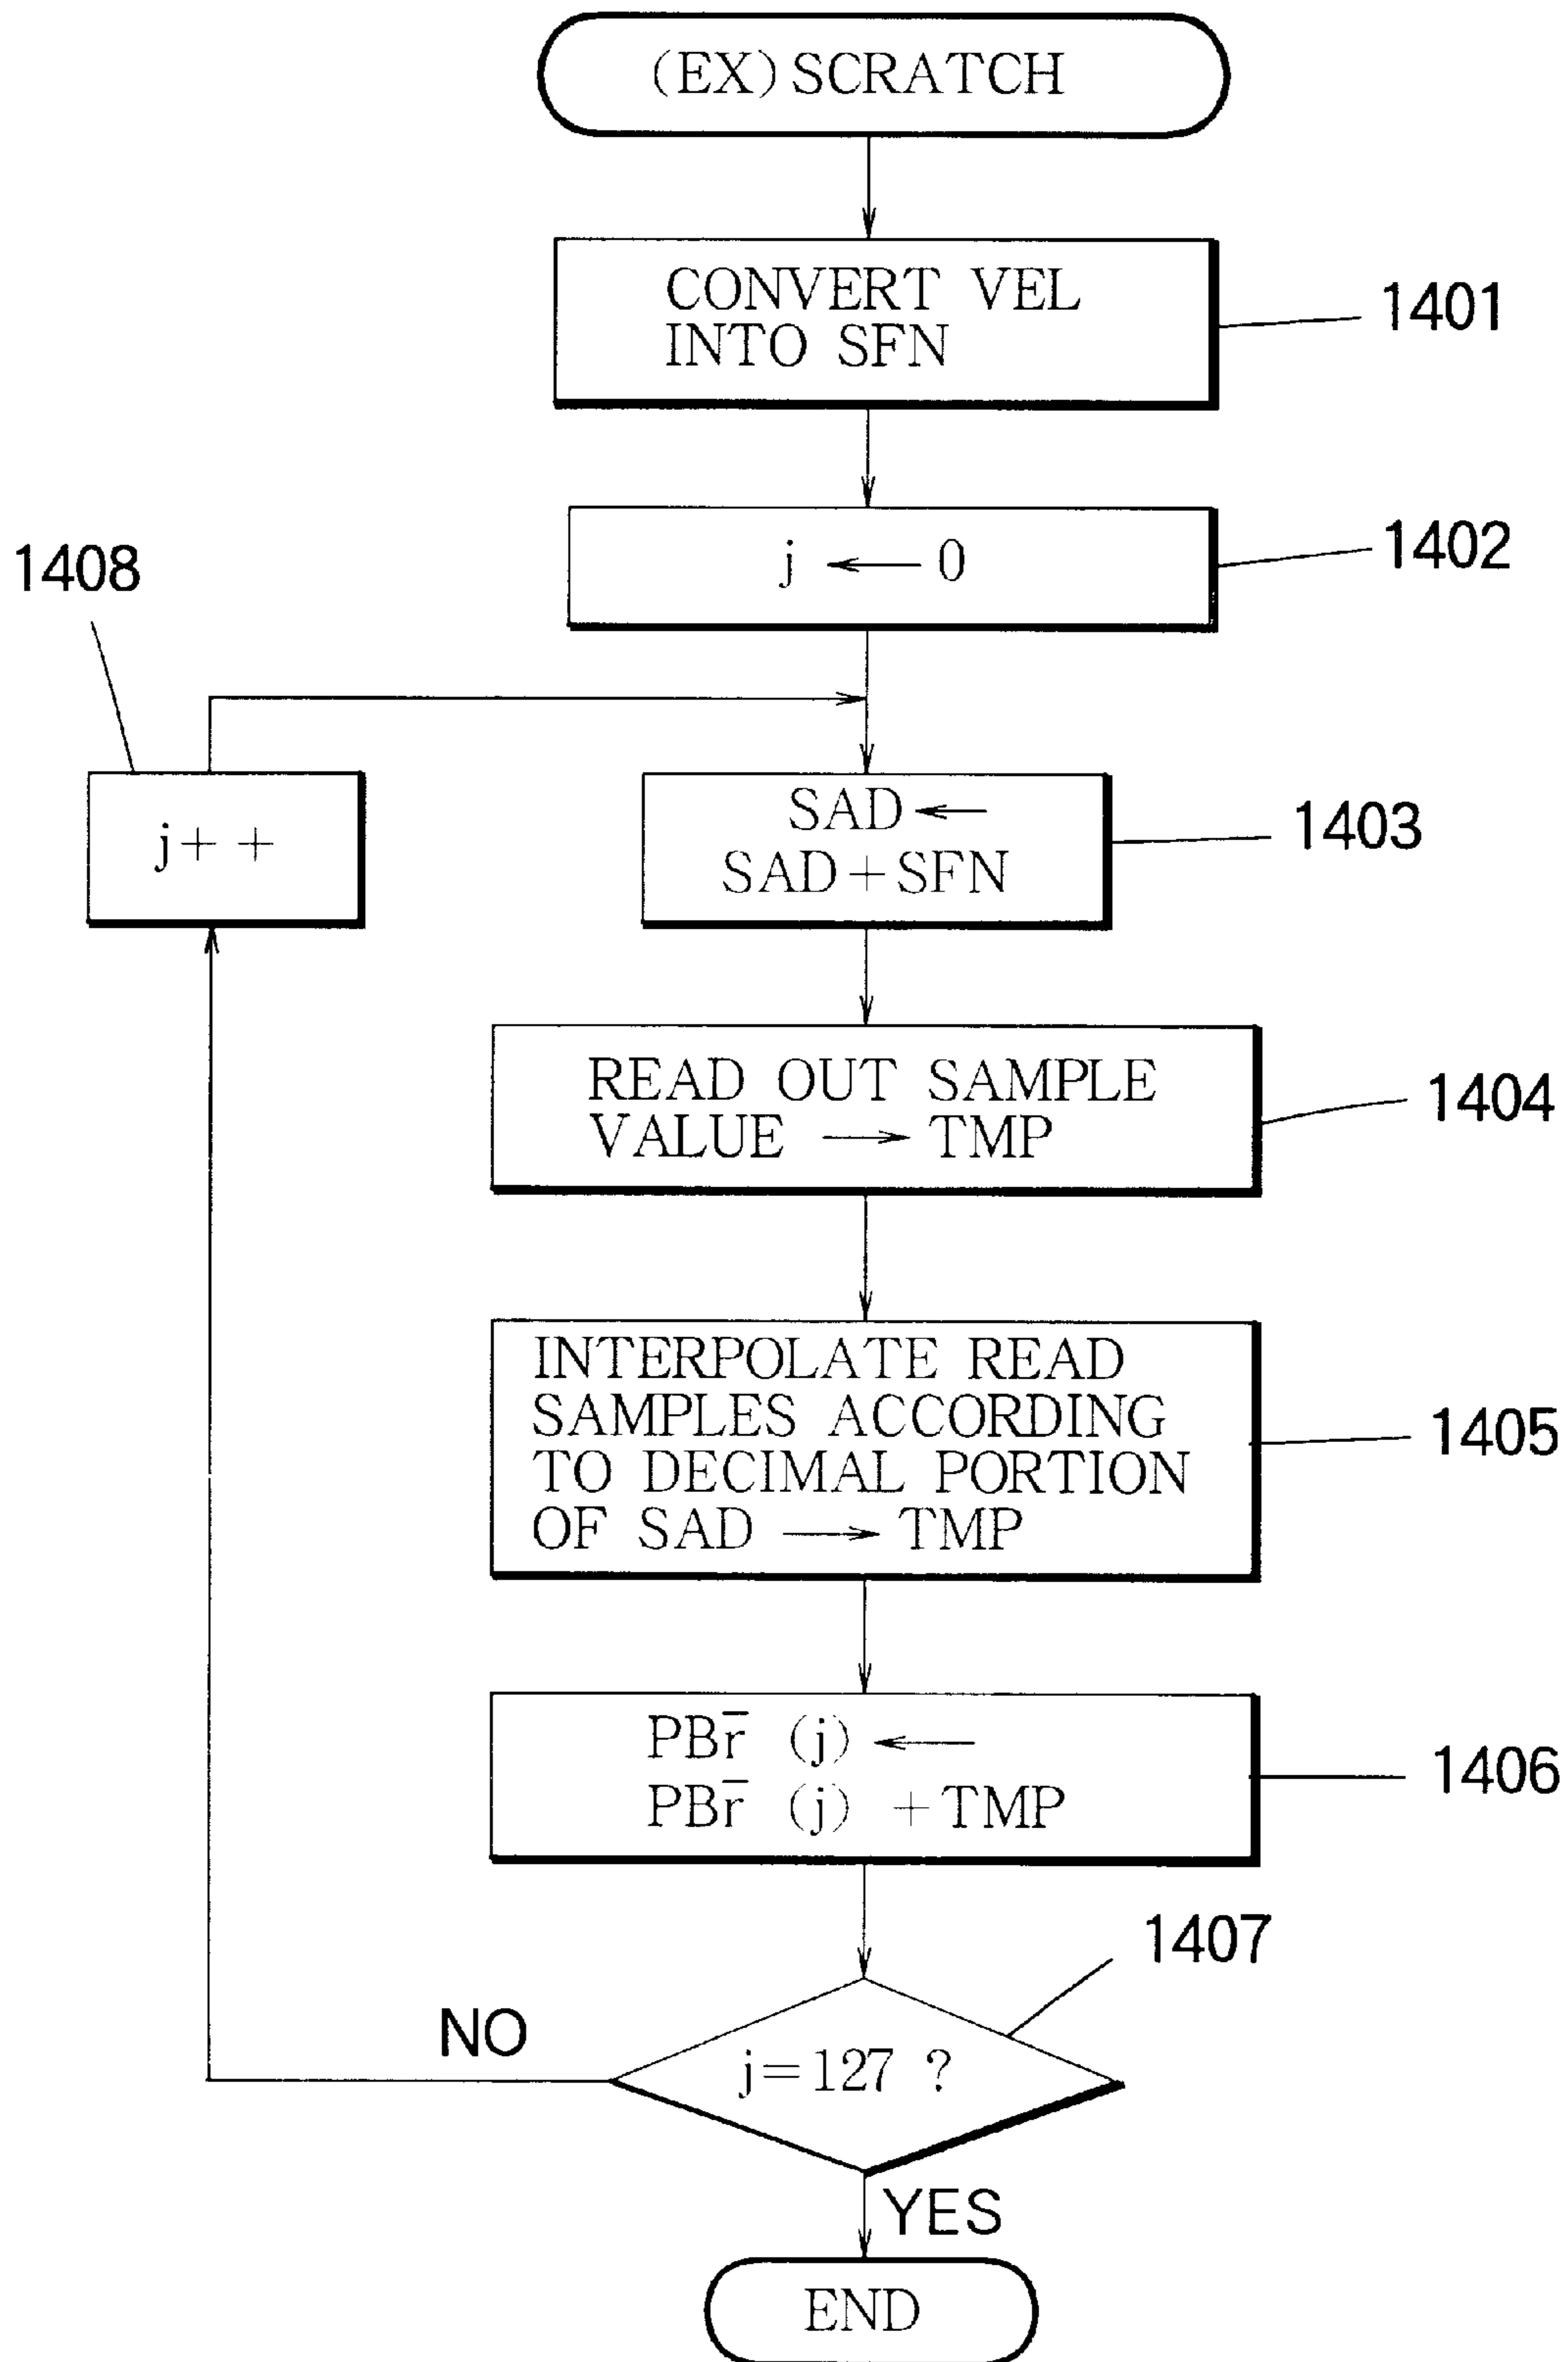 (EX) SCRATCH
CONVERT VEL
INTO SFN
1401
j ← 0
1402
1408
j+ +
SAD ←
SAD + SFN
1403
READ OUT SAMPLE
VALUE → TMP
1404
INTERPOLATE READ
SAMPLES ACCORDING
TO DECIMAL PORTION
OF SAD → TMP
1405
PBr̅ (j) ←
PBr̅ (j) + TMP
1406
1407
j=127 ?
NO
YES
END